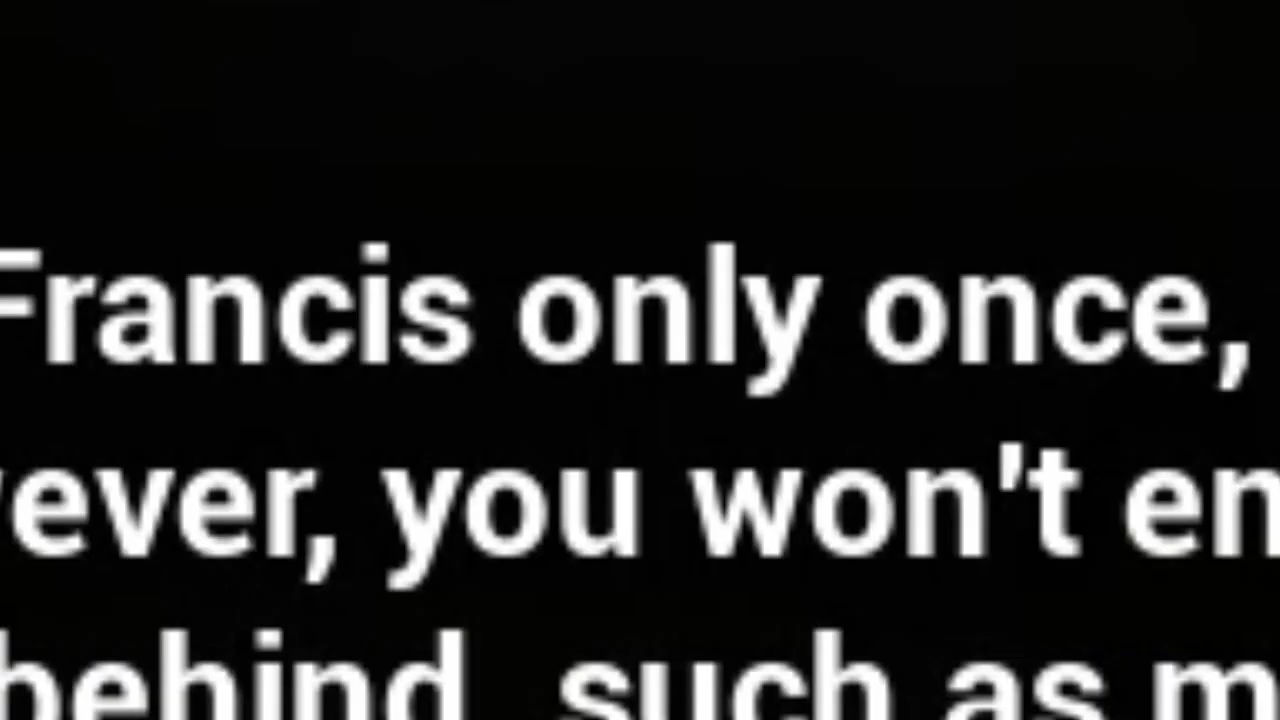 Francis only once,
ever, you won't en
behind, such as m